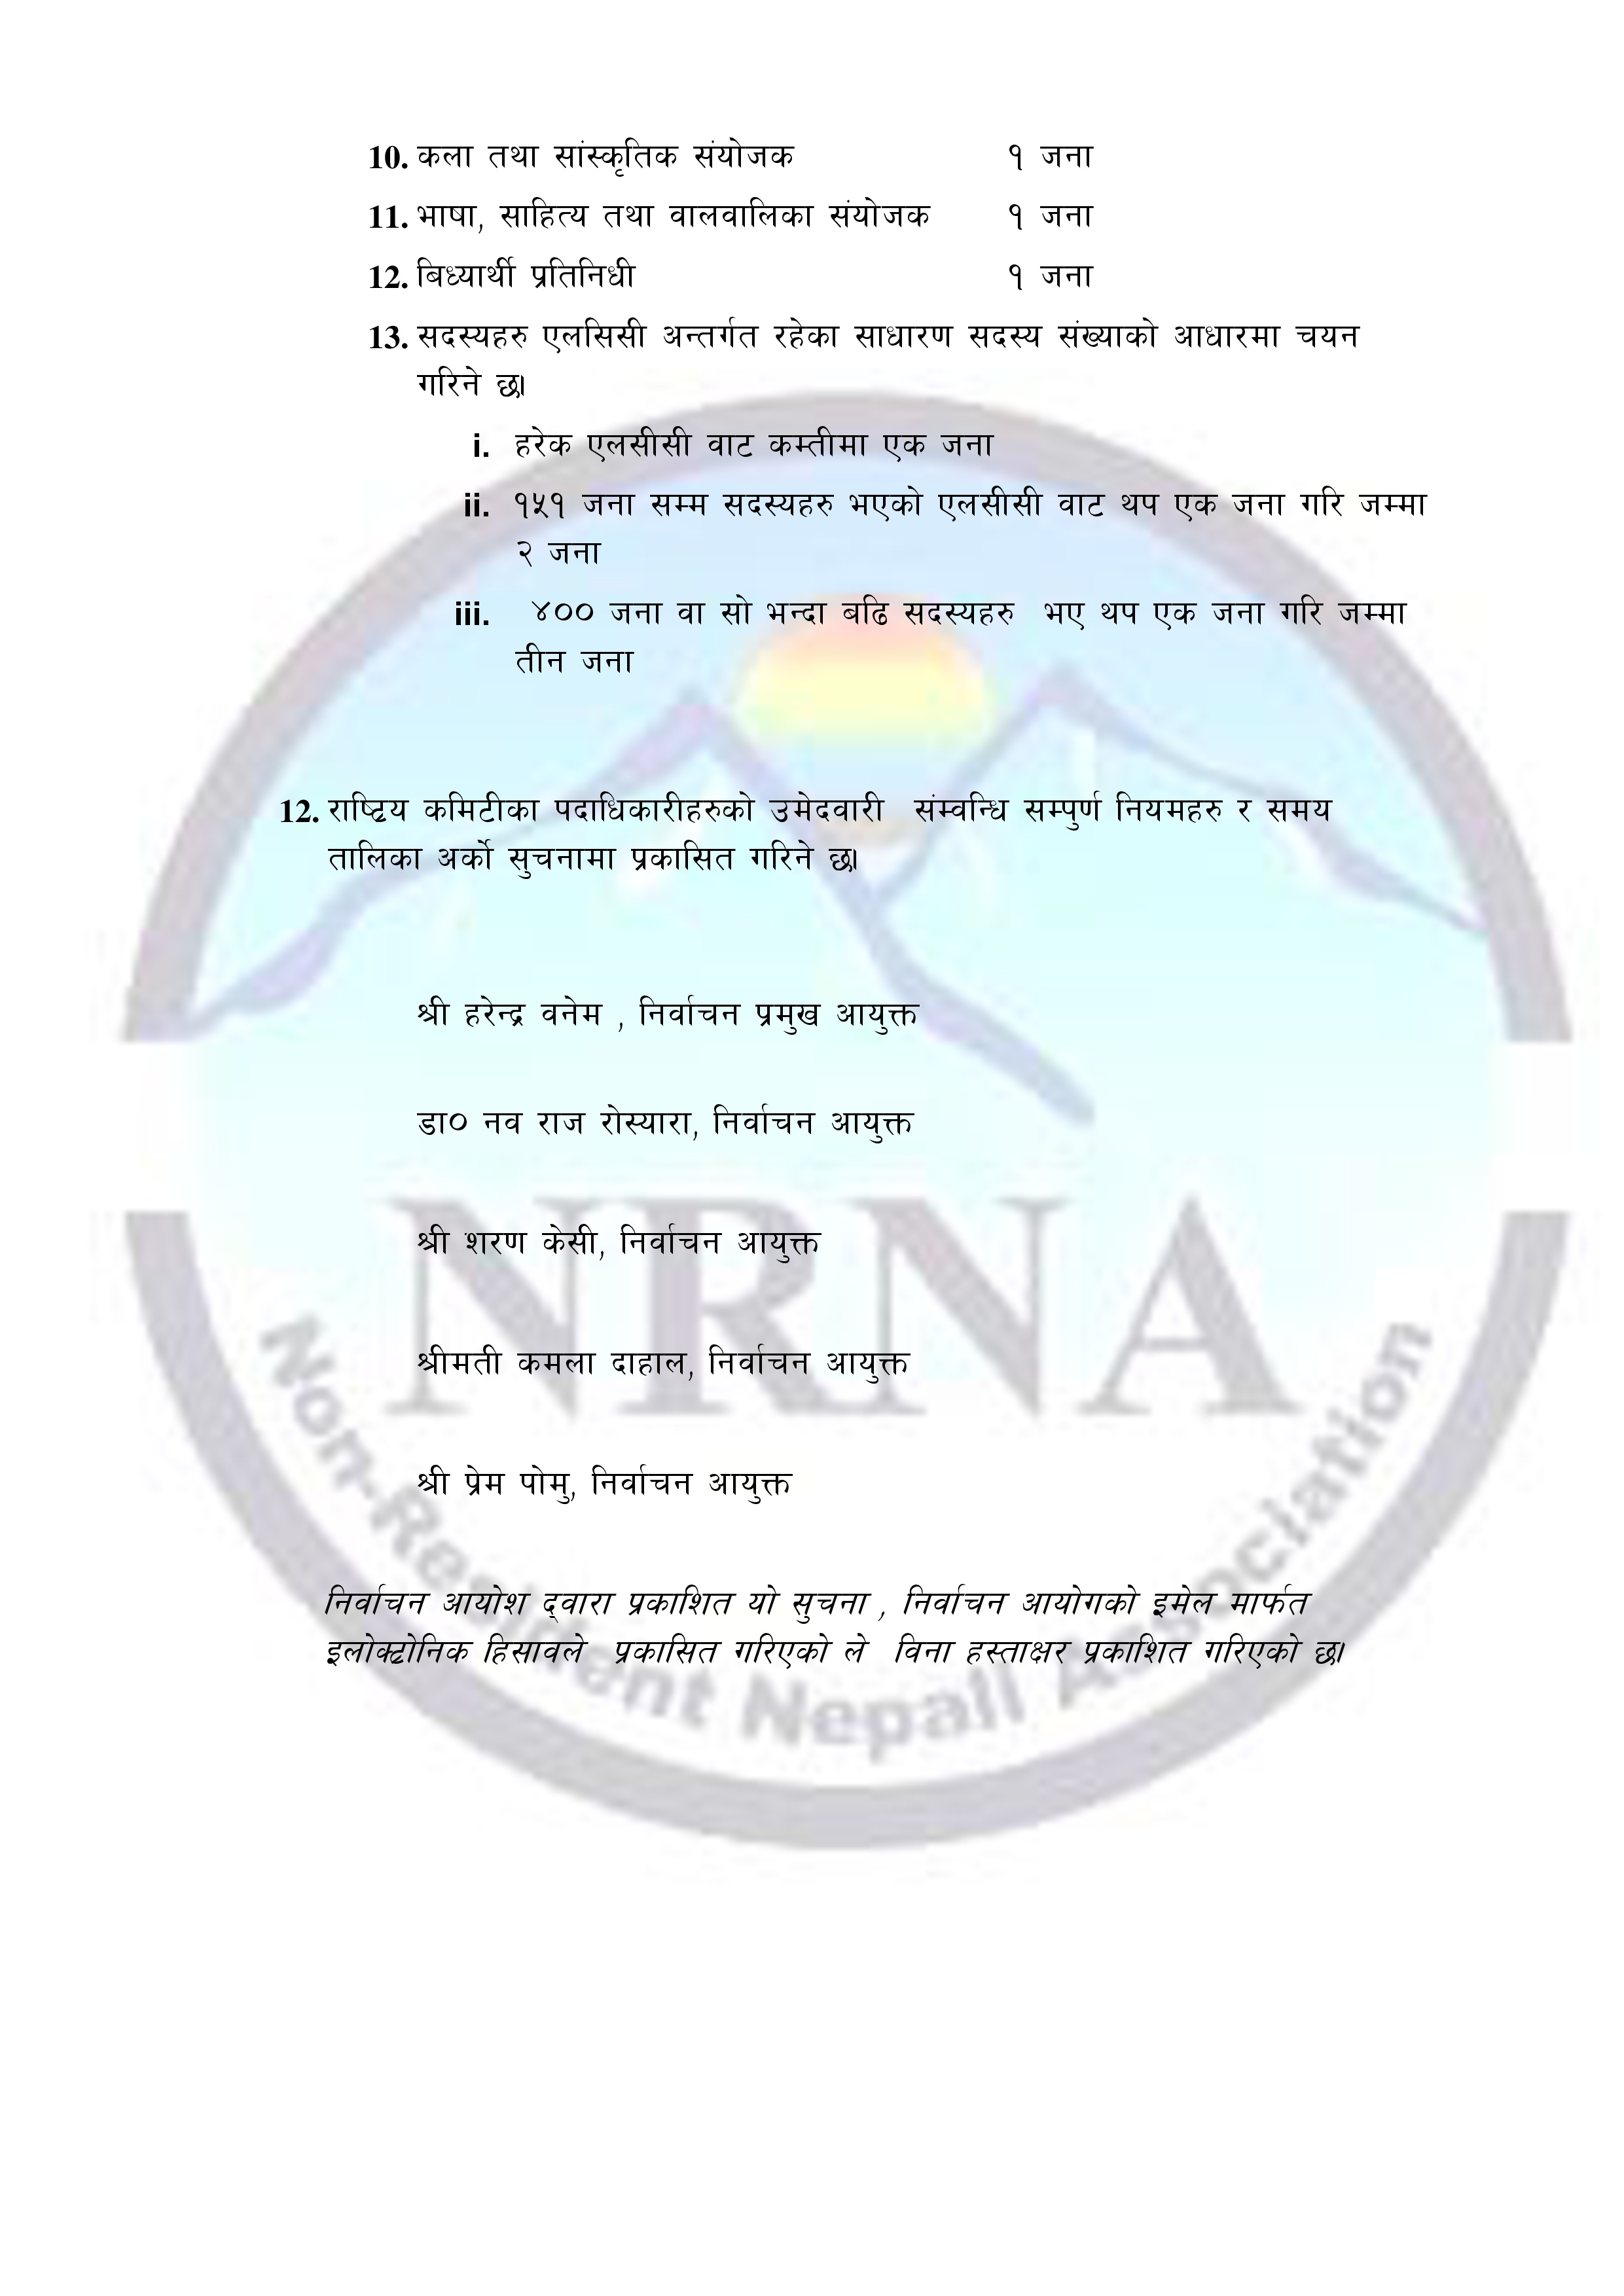 10. कला तथा सांस्कृतिक संयोजक १ जना
11. भाषा, साहित्य तथा वालवालिका संयोजक १ जना
12. बिध्यार्थी प्रतिनिधी १ जना
13. सदस्यहरु एलसिसी अन्तर्गत रहेका साधारण सदस्य संख्याको आधारमा चयन
गरिने छ।
i. हरेक एलसीसी वाट कम्तीमा एक जना
ii. १५१ जना सम्म सदस्यहरु भएको एलसीसी वाट थप एक जना गरि जम्मा
२ जना
iii. ४०० जना वा सो भन्दा बढि सदस्यहरु भए थप एक जना गरि जम्मा
तीन जना
12. राष्ट्रिय कमिटीका पदाधिकारीहरुको उमेदवारी संम्वन्धि सम्पुर्ण नियमहरु र समय
तालिका अर्को सुचनामा प्रकासित गरिने छ।
श्री हरेन्द्र वनेम , निर्वाचन प्रमुख आयुक्त
डा० नव राज रोस्यारा, निर्वाचन आयुक्त
श्री शरण केसी, निर्वाचन आयुक्त
श्रीमती कमला दाहाल, निर्वाचन आयुक्त
श्री प्रेम पोमु, निर्वाचन आयुक्त
निर्वाचन आयोश द्वारा प्रकाशित यो सुचना , निर्वाचन आयोगको इमेल मार्फत
इलोक्ट्रोनिक हिसावले प्रकासित गरिएको ले विना हस्ताक्षर प्रकाशित गरिएको छ।
NRNA
Non-Resident Nepali Association